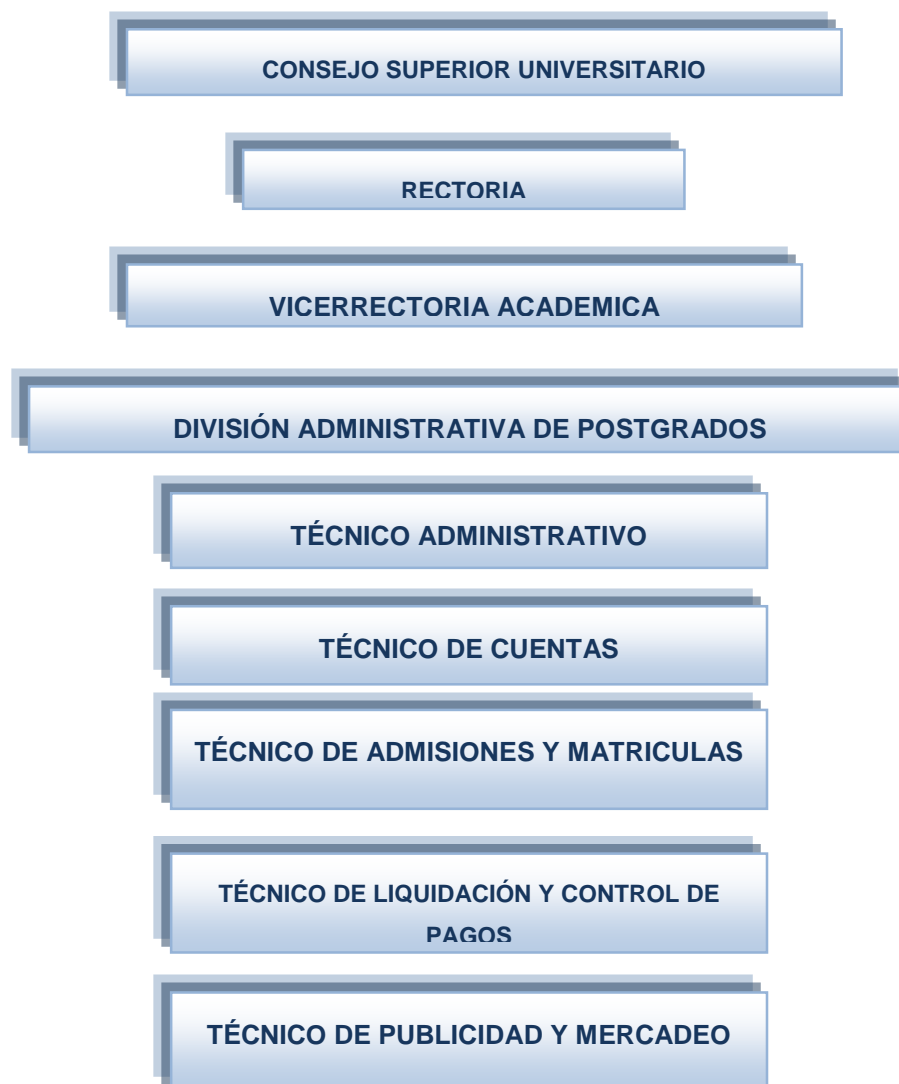 CONSEJO SUPERIOR UNIVERSITARIO
RECTORIA
VICERRECTORIA ACADEMICA
DIVISIÓN ADMINISTRATIVA DE POSTGRADOS
TÉCNICO ADMINISTRATIVO
TÉCNICO DE CUENTAS
TÉCNICO DE ADMISIONES Y MATRICULAS
TÉCNICO DE LIQUIDACIÓN Y CONTROL DE
PAGOS
TÉCNICO DE PUBLICIDAD Y MERCADEO